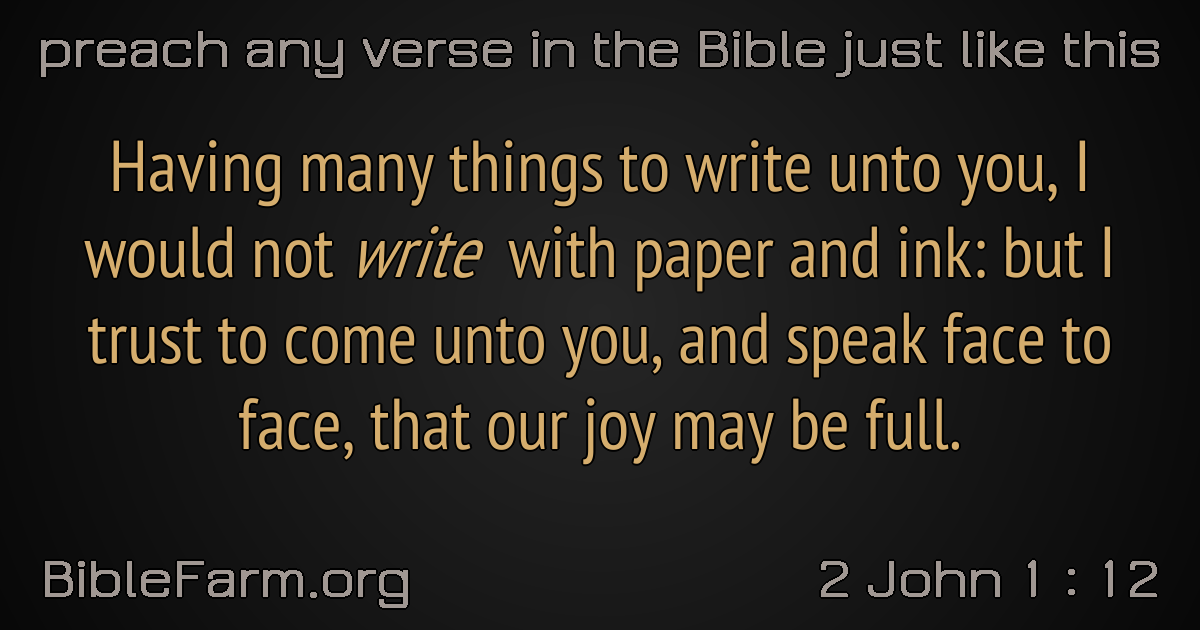 preach any verse in the Bible just like this
Having many things to write unto you, I
would not write with paper and ink: but I
trust to come unto you, and speak face to
face, that our joy may be full.
BibleFarm.org
2 John 1 : 12